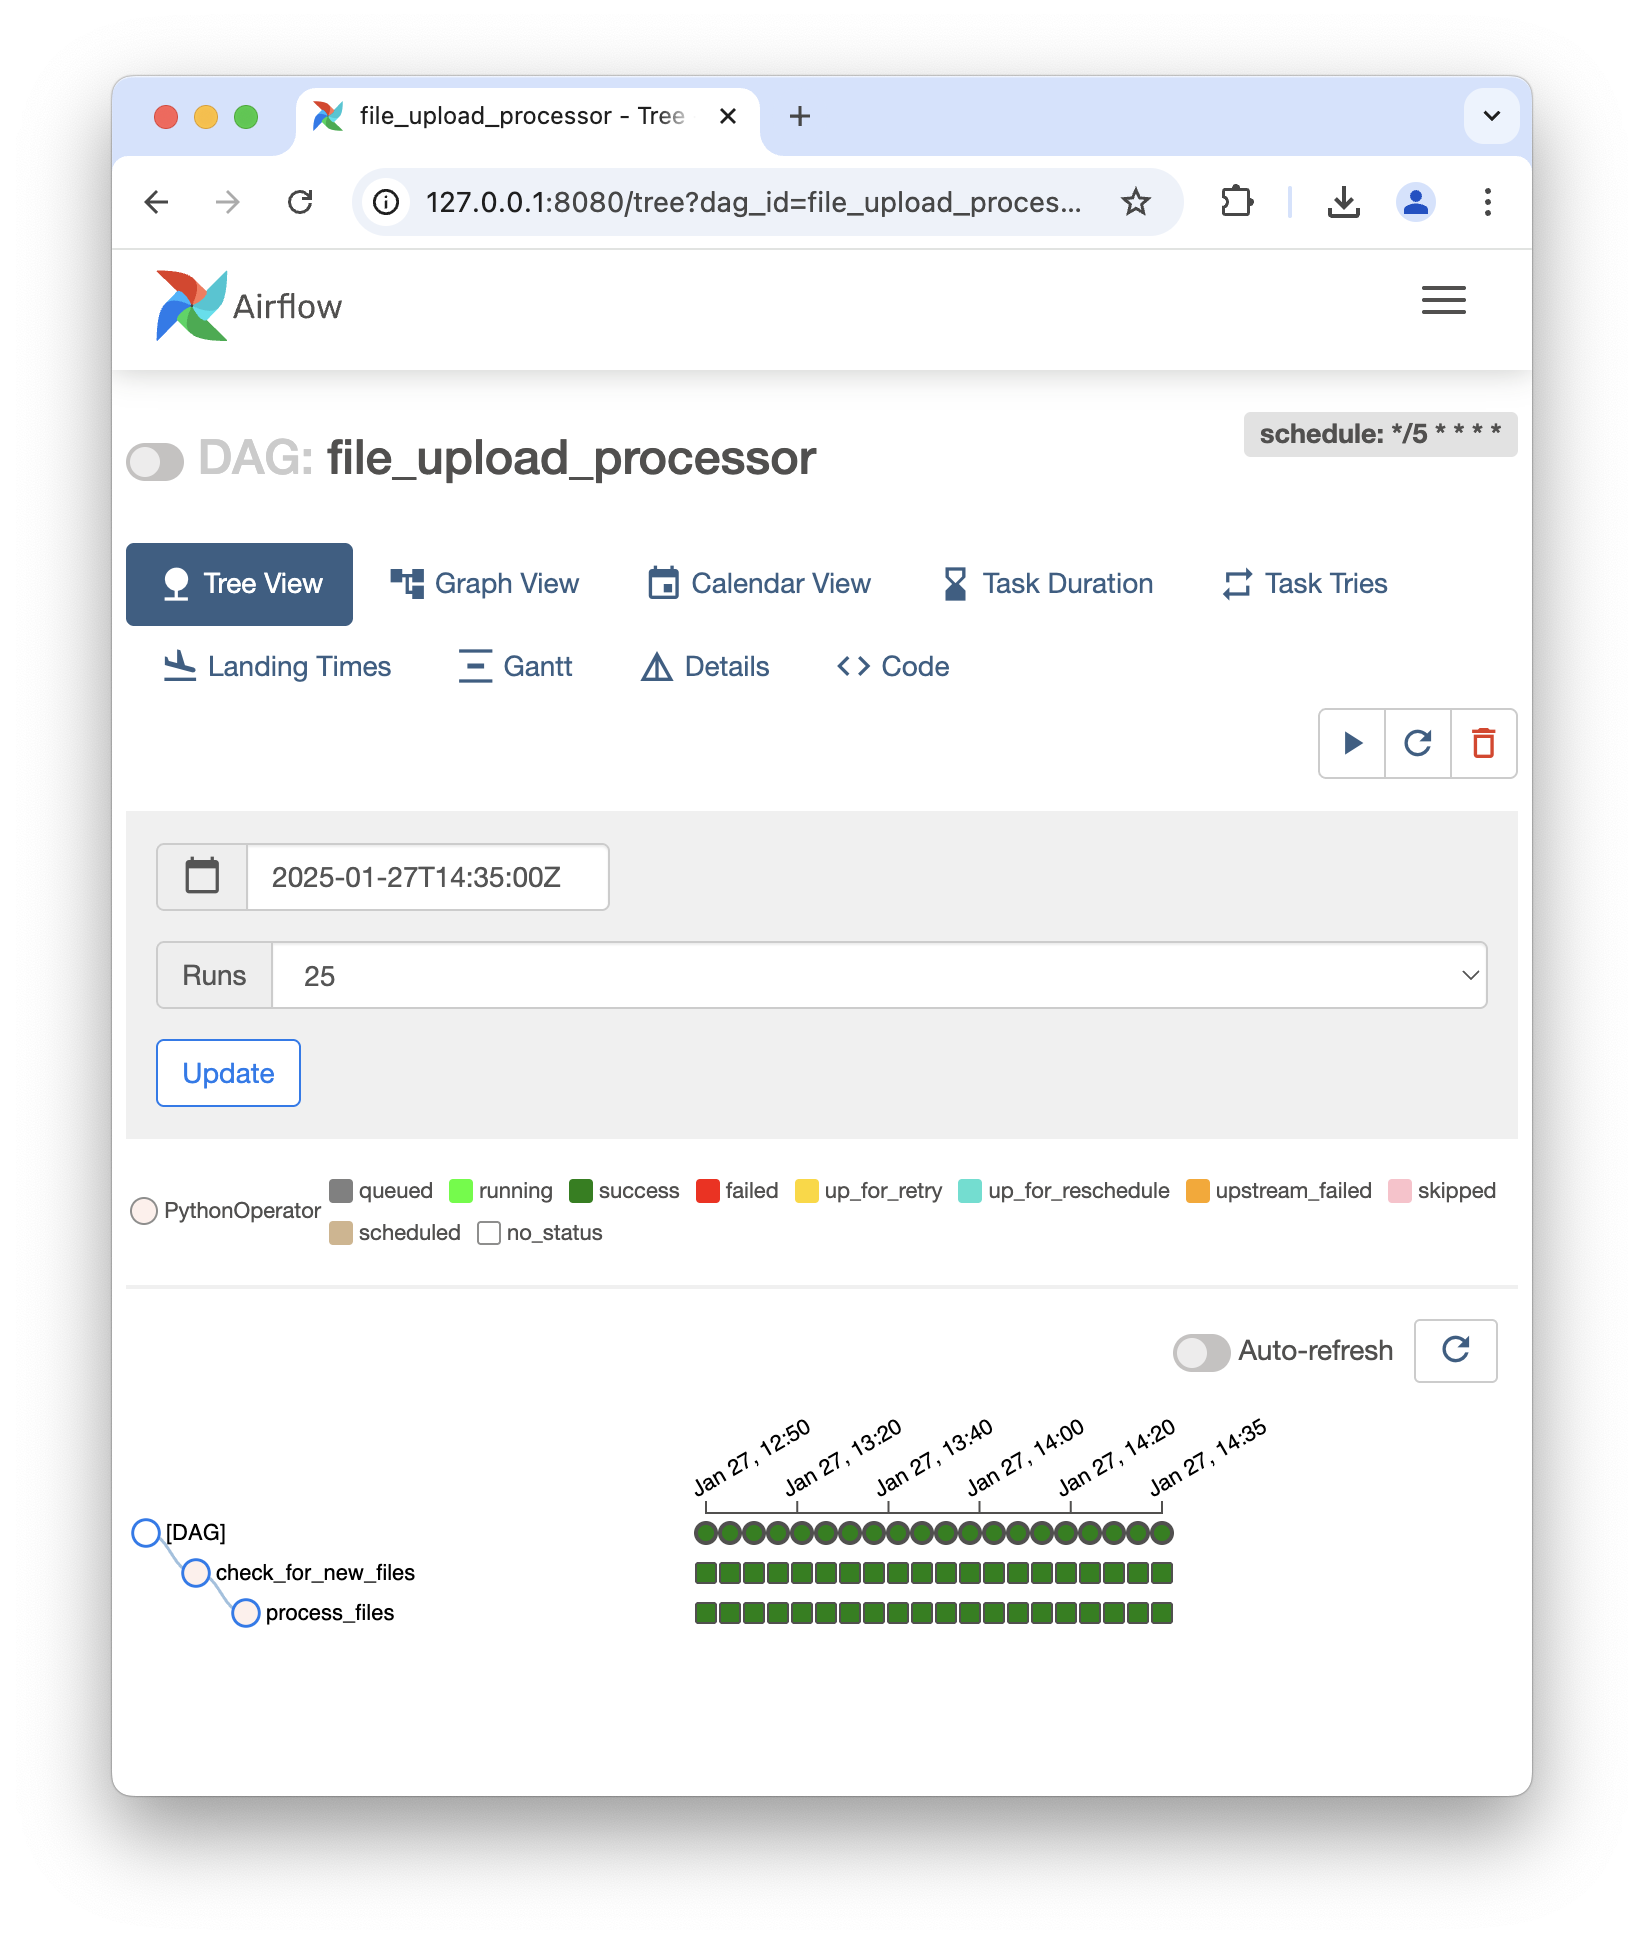 file_upload_processor - Tree
127.0.0.1:8080/tree?dag_id=file_upload_proces...
Airflow
schedule: */5 * * * *
DAG: file_upload_processor
Tree View Graph View Calendar View Task Duration Task Tries
Landing Times Gantt Details Code
2025-01-27T14:35:00Z
Runs 25
Update
PythonOperator queued running success failed up_for_retry up_for_reschedule upstream_failed skipped
scheduled no_status
Auto-refresh
Jan 27, 12:50 Jan 27, 13:20 Jan 27, 13:40 Jan 27, 14:00 Jan 27, 14:20 Jan 27, 14:35
[DAG]
check_for_new_files
process_files